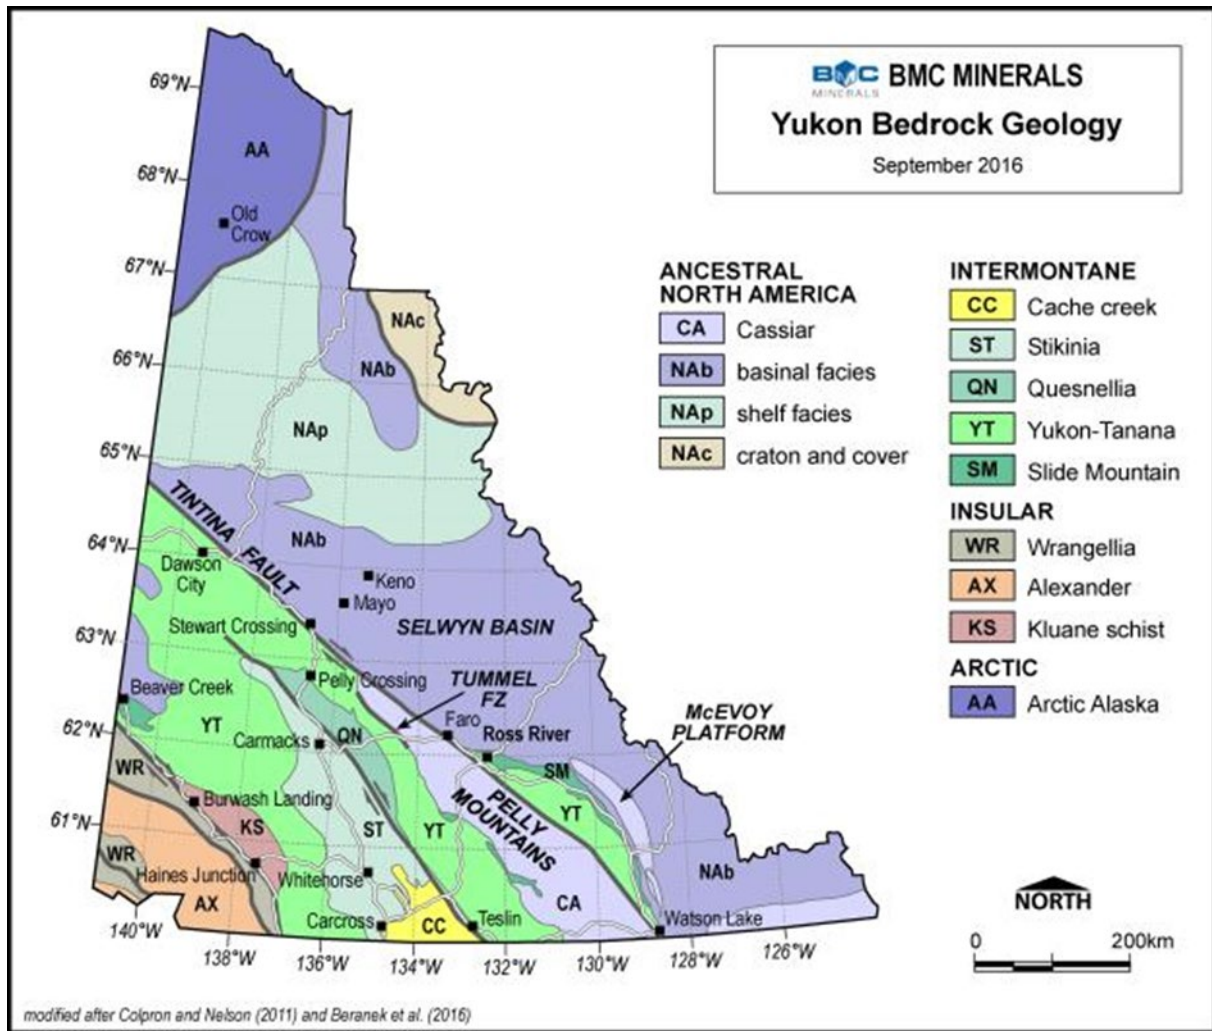 BMC MINERALS BMC MINERALS
Yukon Bedrock Geology
September 2016
ANCESTRAL
NORTH AMERICA
CA Cassiar
NAb basinal facies
NAp shelf facies
NAc craton and cover
INTERMONTANE
CC Cache creek
ST Stikinia
QN Quesnellia
YT Yukon-Tanana
SM Slide Mountain
INSULAR
WR Wrangellia
AX Alexander
KS Kluane schist
ARCTIC
AA Arctic Alaska
69°N
68°N
67°N
66°N
65°N
64°N
63°N
62°N
61°N
AA
Old
Crow
NAc
NAb
NAp
TINTINA FAULT
NAb
Dawson
City
Keno
Mayo
Stewart Crossing
SELWYN BASIN
Pelly Crossing
TUMMEL
FZ
Beaver Creek
McEVOY
PLATFORM
YT
Carmacks
QN
Faro
Ross River
WR
SM
Burwash Landing
PELLY
MOUNTAINS
YT
KS
ST
YT
WR
Haines Junction
Whitehorse
NAb
AX
CA
Carcross
CC
Teslin
Watson Lake
140°W
138°W
136°W
134°W
132°W
130°W
128°W
126°W
NORTH
0 200km
modified after Colpron and Nelson (2011) and Beranek et al. (2016)